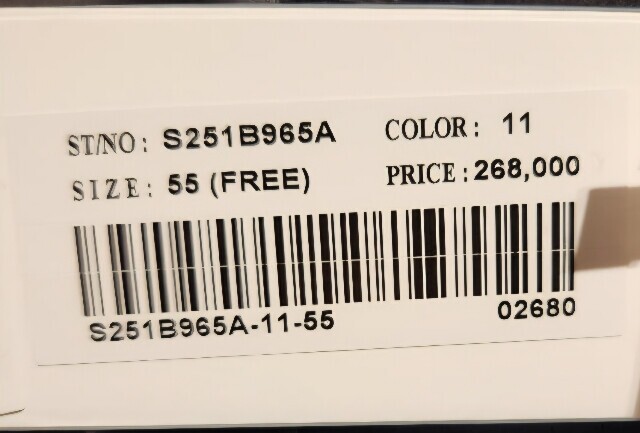 ST/NO: S251B965A COLOR: 11
SIZE: 55 (FREE) PRICE: 268,000
S251B965A-11-55 02680